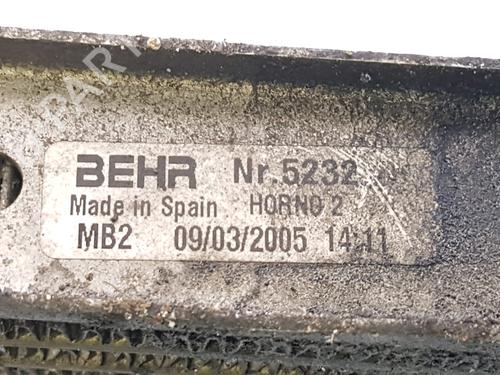 BEHR Nr.5232
Made in Spain HORNO 2
MB2 09/03/2005 14:11